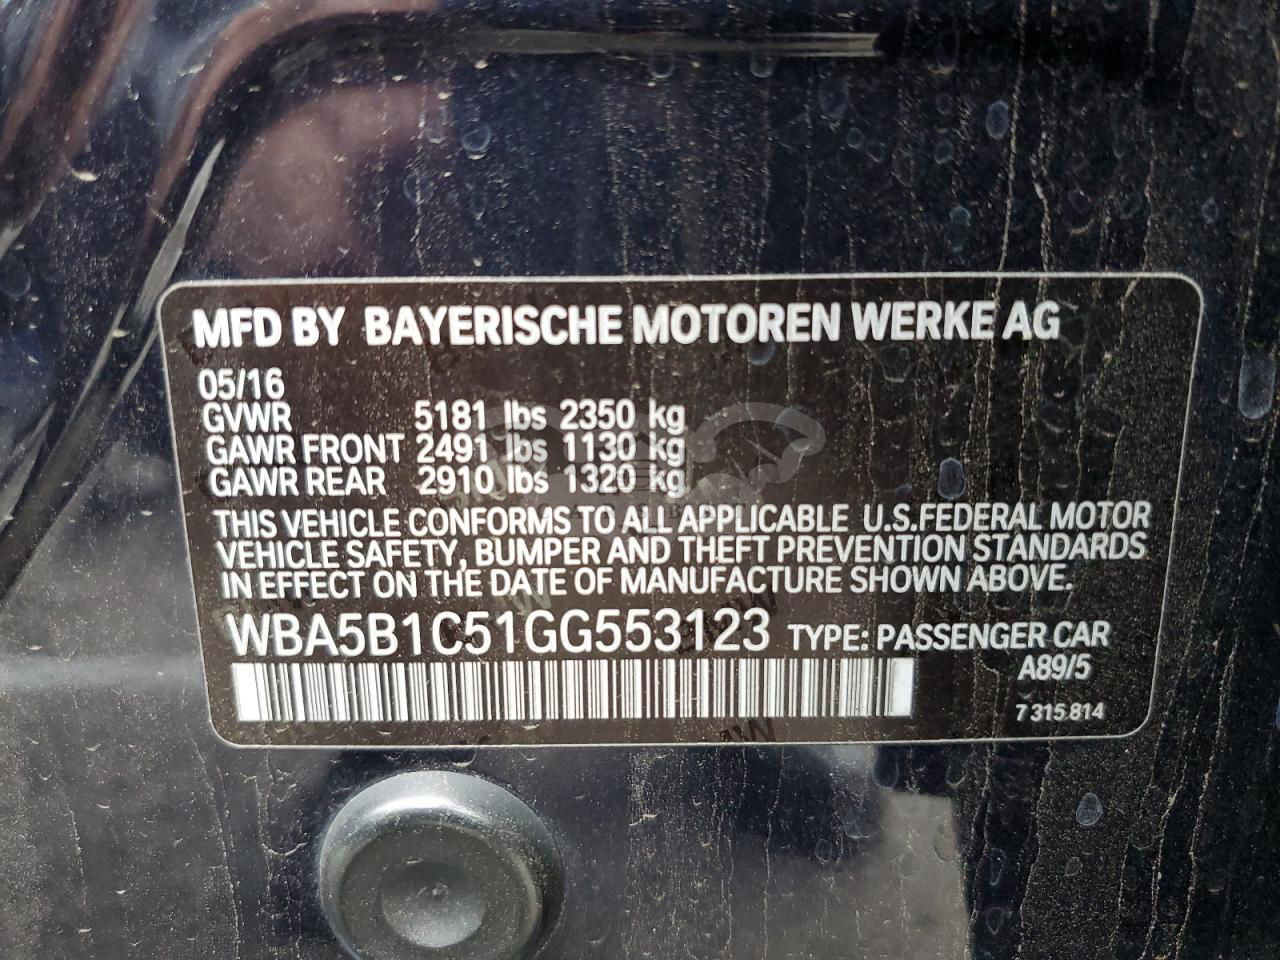 MFD BY BAYERISCHE MOTOREN WERKE AG
05/16
GVWR 5181 lbs 2350 kg
GAWR FRONT 2491 lbs 1130 kg
GAWR REAR 2910 lbs 1320 kg
THIS VEHICLE CONFORMS TO ALL APPLICABLE U.S.FEDERAL MOTOR
VEHICLE SAFETY, BUMPER AND THEFT PREVENTION STANDARDS
IN EFFECT ON THE DATE OF MANUFACTURE SHOWN ABOVE.
WBA5B1C51GG553123 TYPE: PASSENGER CAR
A89/5
7 315 814